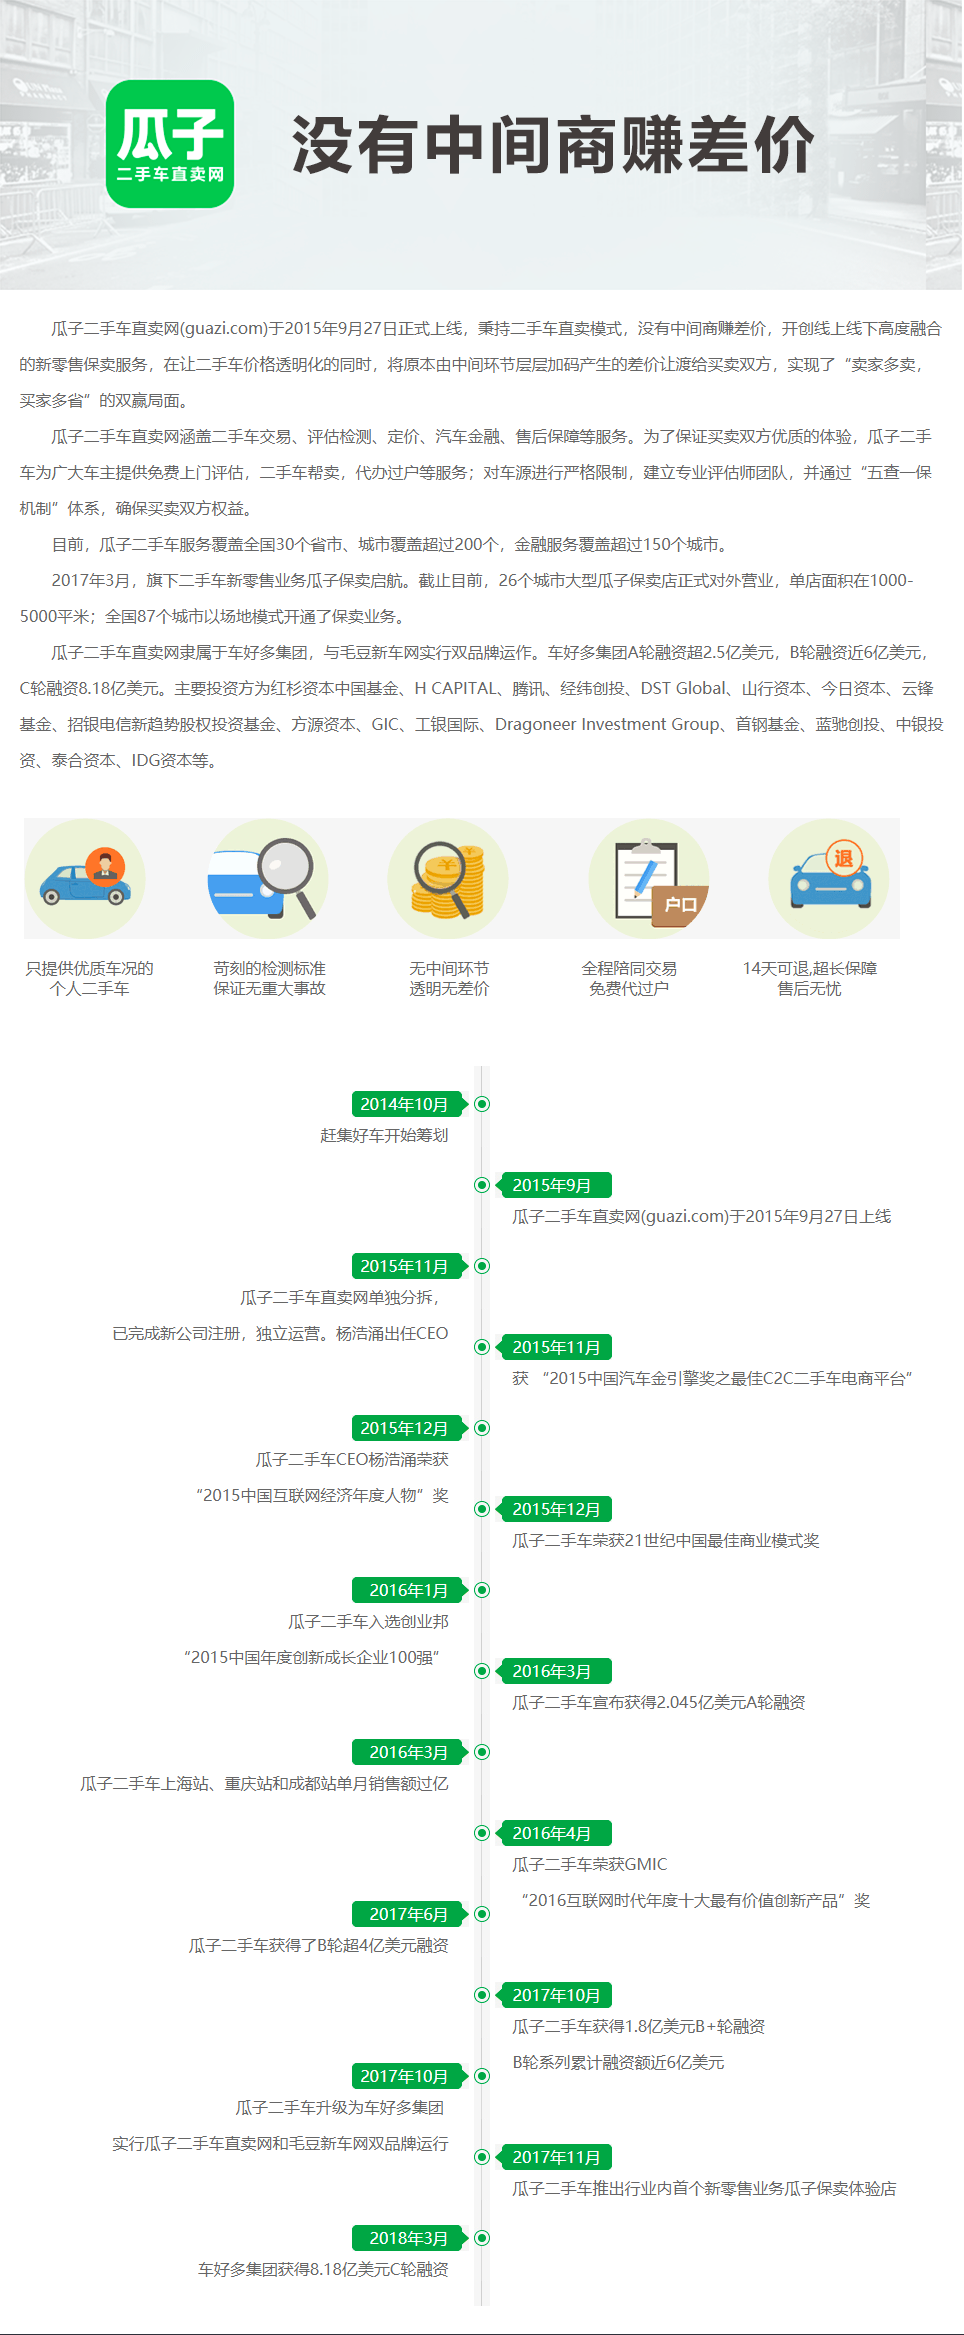 瓜子
二手车直卖网
没有中间商赚差价
瓜子二手车直卖网(guazi.com)于2015年9月27日正式上线，秉持二手车直卖模式，没有中间商赚差价，开创线上线下高度融合
的新零售保卖服务，在让二手车价格透明化的同时，将原本由中间环节层层加码产生的差价让渡给买卖双方，实现了“卖家多卖，
买家多省”的双赢局面。
瓜子二手车直卖网涵盖二手车交易、评估检测、定价、汽车金融、售后保障等服务。为了保证买卖双方优质的体验，瓜子二手
车为广大车主提供免费上门评估，二手车帮卖，代办过户等服务；对车源进行严格限制，建立专业评估师团队，并通过“五查一保
机制”体系，确保买卖双方权益。
目前，瓜子二手车服务覆盖全国30个省市、城市覆盖超过200个，金融服务覆盖超过150个城市。
2017年3月，旗下二手车新零售业务瓜子保卖启航。截止目前，26个城市大型瓜子保卖店正式对外营业，单店面积在1000-
5000平米；全国87个城市以场地模式开通了保卖业务。
瓜子二手车直卖网隶属于车好多集团，与毛豆新车网实行双品牌运作。车好多集团A轮融资超2.5亿美元，B轮融资近6亿美元，
C轮融资8.18亿美元。主要投资方为红杉资本中国基金、H CAPITAL、腾讯、经纬创投、DST Global、山行资本、今日资本、云锋
基金、招银电信新趋势股权投资基金、方源资本、GIC、工银国际、Dragoneer Investment Group、首钢基金、蓝驰创投、中银投
资、泰合资本、IDG资本等。
户口
退
只提供优质车况的
个人二手车
苛刻的检测标准
保证无重大事故
无中间环节
透明无差价
全程陪同交易
免费代过户
14天可退,超长保障
售后无忧
2014年10月
赶集好车开始筹划
2015年9月
瓜子二手车直卖网(guazi.com)于2015年9月27日上线
2015年11月
瓜子二手车直卖网单独分拆，
已完成新公司注册，独立运营。杨浩涌出任CEO
2015年11月
获 “2015中国汽车金引擎奖之最佳C2C二手车电商平台”
2015年12月
瓜子二手车CEO杨浩涌荣获
“2015中国互联网经济年度人物”奖
2015年12月
瓜子二手车荣获21世纪中国最佳商业模式奖
2016年1月
瓜子二手车入选创业邦
“2015中国年度创新成长企业100强”
2016年3月
瓜子二手车宣布获得2.045亿美元A轮融资
2016年3月
瓜子二手车上海站、重庆站和成都站单月销售额过亿
2016年4月
瓜子二手车荣获GMIC
“2016互联网时代年度十大最有价值创新产品”奖
2017年6月
瓜子二手车获得了B轮超4亿美元融资
2017年10月
瓜子二手车获得1.8亿美元B+轮融资
B轮系列累计融资额近6亿美元
2017年10月
瓜子二手车升级为车好多集团
实行瓜子二手车直卖网和毛豆新车网双品牌运行
2017年11月
瓜子二手车推出行业内首个新零售业务瓜子保卖体验店
2018年3月
车好多集团获得8.18亿美元C轮融资